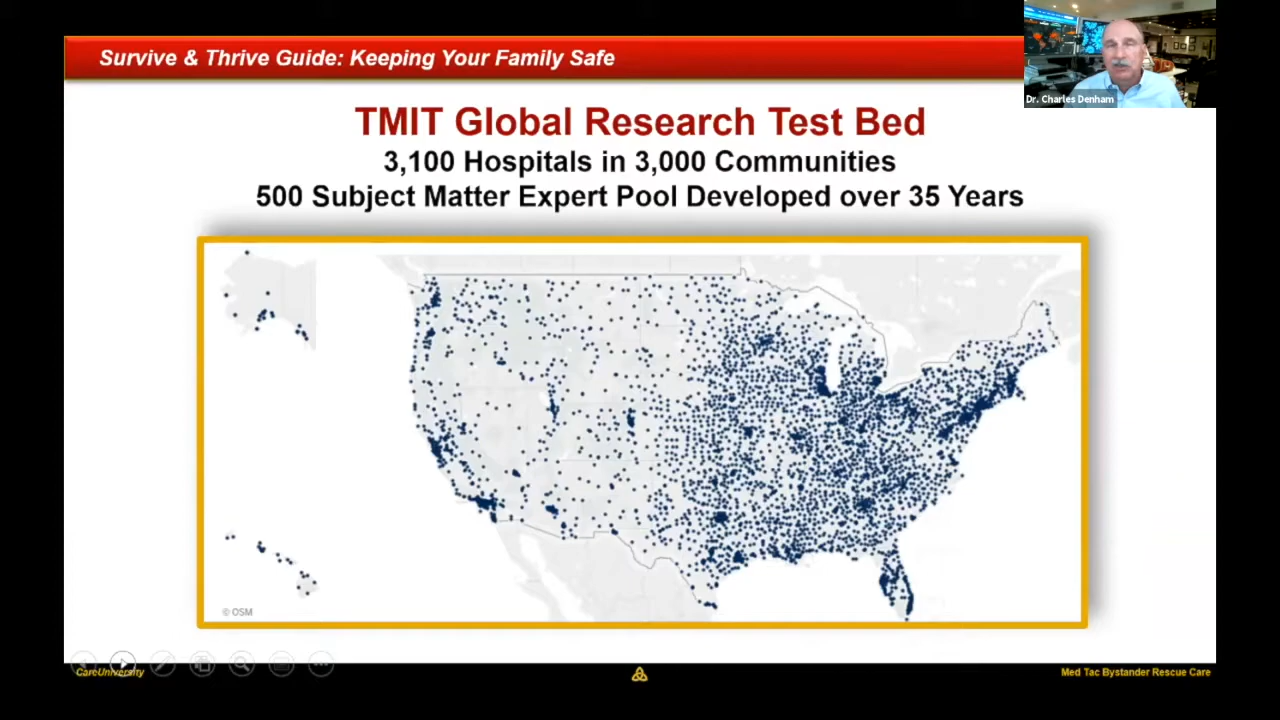 Survive & Thrive Guide: Keeping Your Family Safe
Dr. Charles Denham
TMIT Global Research Test Bed
3,100 Hospitals in 3,000 Communities
500 Subject Matter Expert Pool Developed over 35 Years
© OSM
CareUniversity
Med Tac Bystander Rescue Care